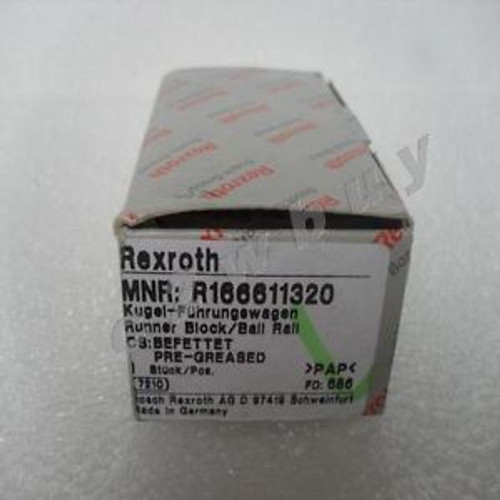 Rexroth
MNR: R166611320
Kugel-Führungswagen
Runner Block/Ball Rail
CS:BEFETTET
PRE-GREASED
1 Stück/Pos. >PAP<
(7210) FD: 686
Bosch Rexroth AG D 97419 Schweinfurt
Made in Germany